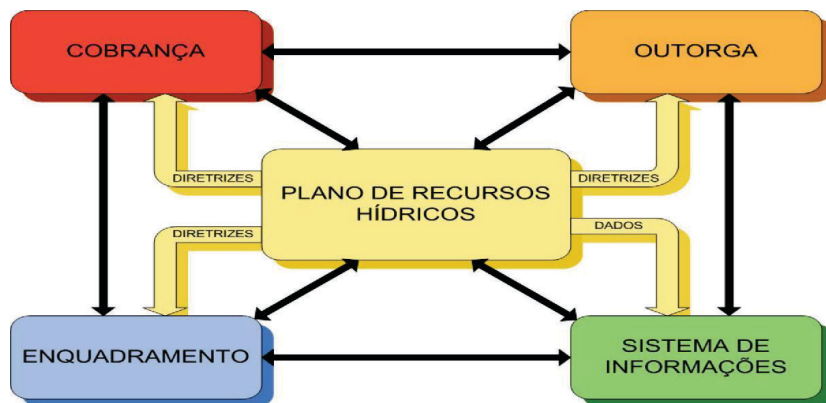 COBRANÇA
OUTORGA
DIRETRIZES
DIRETRIZES
PLANO DE RECURSOS
HÍDRICOS
DIRETRIZES
DADOS
ENQUADRAMENTO
SISTEMA DE
INFORMAÇÕES